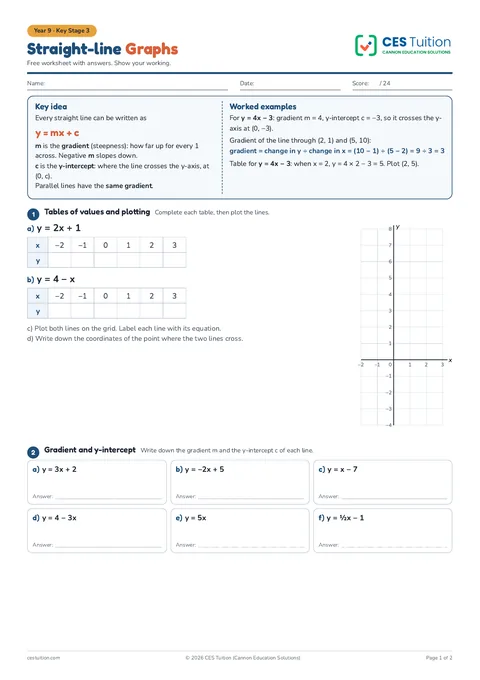 Year 9 · Key Stage 3
Straight-line Graphs
Free worksheet with answers. Show your working.
CES Tuition
CANNON EDUCATION SOLUTIONS
Name:
Date:
Score: / 24
Key idea
Every straight line can be written as
y = mx + c
m is the gradient (steepness): how far up for every 1
across. Negative m slopes down.
c is the y-intercept: where the line crosses the y-axis, at
(0, c).
Parallel lines have the same gradient.
Worked examples
For y = 4x − 3: gradient m = 4, y-intercept c = −3, so it crosses the y-
axis at (0, −3).
Gradient of the line through (2, 1) and (5, 10):
gradient = change in y ÷ change in x = (10 − 1) ÷ (5 − 2) = 9 ÷ 3 = 3
Table for y = 4x − 3: when x = 2, y = 4 × 2 − 3 = 5. Plot (2, 5).
1 Tables of values and plotting Complete each table, then plot the lines.
a) y = 2x + 1
x −2 −1 0 1 2 3
y
b) y = 4 − x
x −2 −1 0 1 2 3
y
c) Plot both lines on the grid. Label each line with its equation.
d) Write down the coordinates of the point where the two lines cross.
y
8
7
6
5
4
3
2
1
x
−2 −1 0 1 2 3
−1
−2
−3
−4
2 Gradient and y-intercept Write down the gradient m and the y-intercept c of each line.
a) y = 3x + 2
Answer:
b) y = −2x + 5
Answer:
c) y = x − 7
Answer:
d) y = 4 − 3x
Answer:
e) y = 5x
Answer:
f) y = ½x − 1
Answer:
cestuition.com
© 2026 CES Tuition (Cannon Education Solutions)
Page 1 of 2